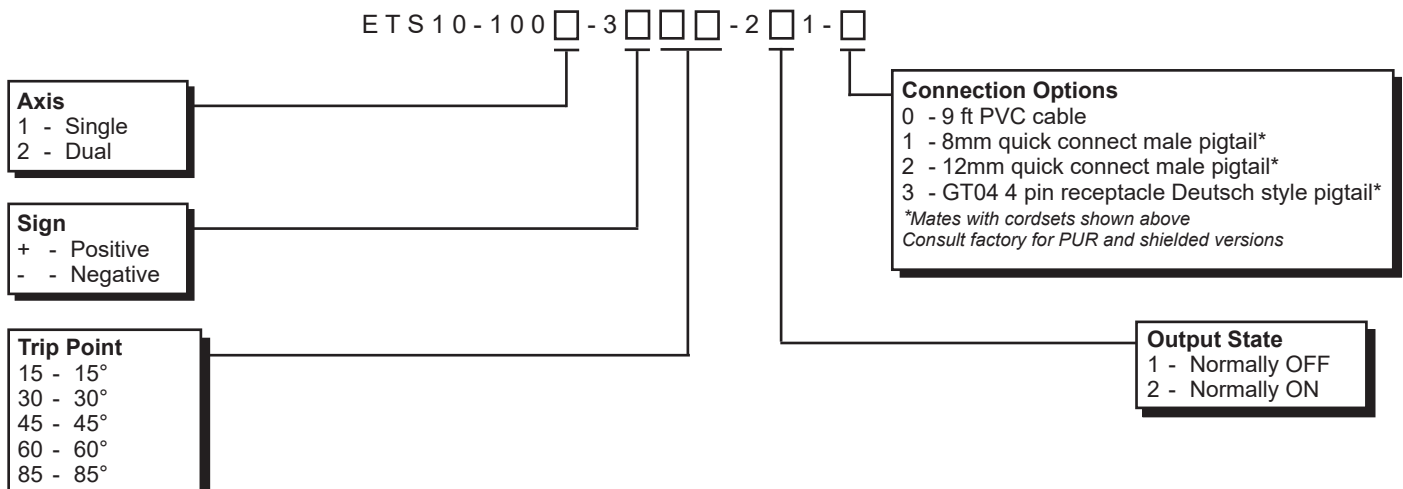 ETS10-100□-3□□□-2□1-□
Axis
1 - Single
2 - Dual
Sign
+ - Positive
- - Negative
Trip Point
15 - 15°
30 - 30°
45 - 45°
60 - 60°
85 - 85°
Connection Options
0 - 9 ft PVC cable
1 - 8mm quick connect male pigtail*
2 - 12mm quick connect male pigtail*
3 - GT04 4 pin receptacle Deutsch style pigtail*
*Mates with cordsets shown above
Consult factory for PUR and shielded versions
Output State
1 - Normally OFF
2 - Normally ON